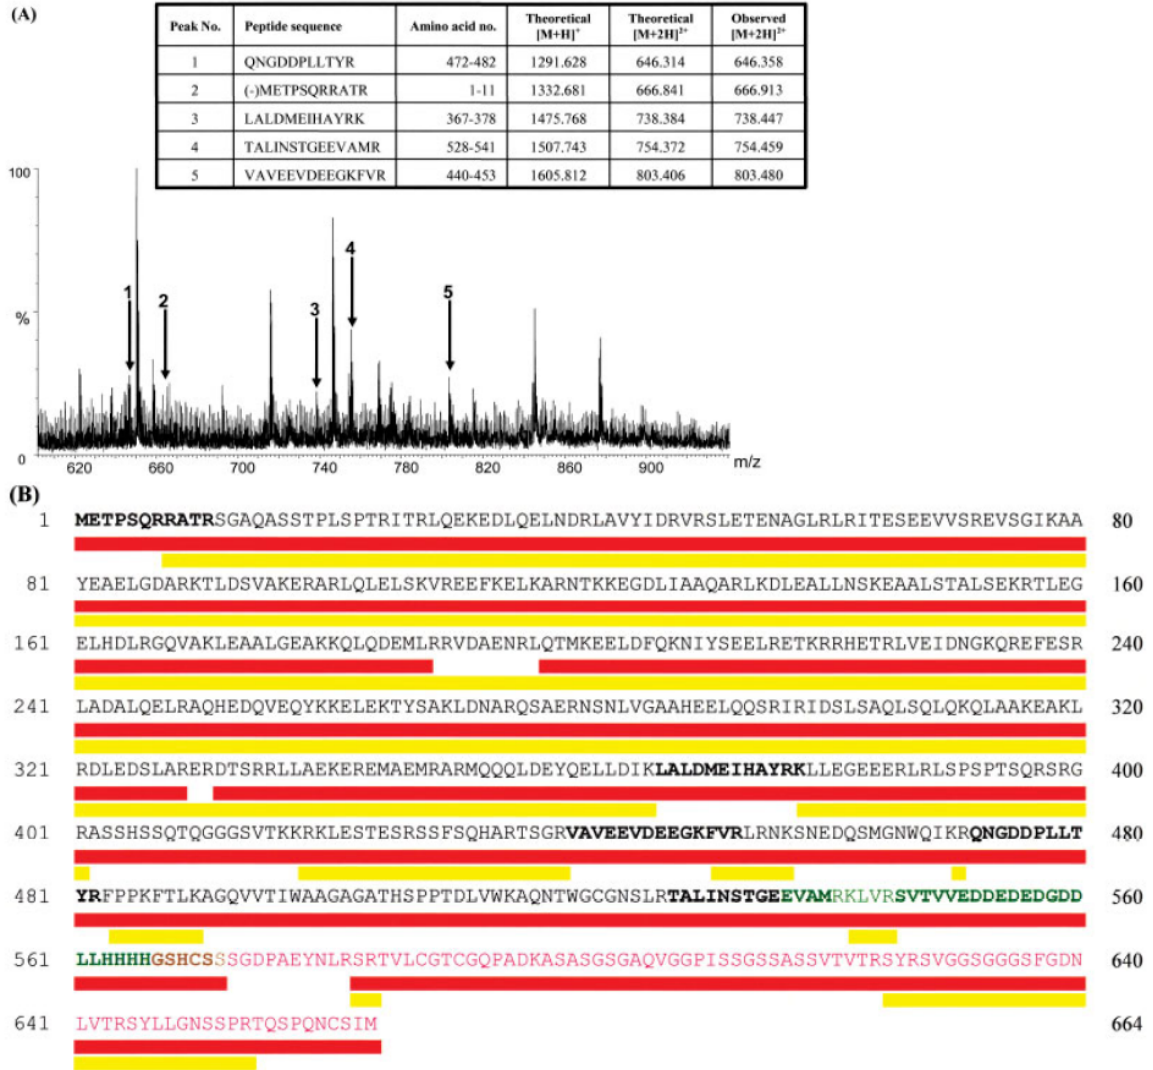 (A)
Peak No. Peptide sequence Amino acid no. Theoretical [M+H]⁺ Theoretical [M+2H]²⁺ Observed [M+2H]²⁺
1 QNGDDPLLTYR 472-482 1291.628 646.314 646.358
2 (-)METPSQRRATR 1-11 1332.681 666.841 666.913
3 LALDMEIHAYRK 367-378 1475.768 738.384 738.447
4 TALINSTGEEVAMR 528-541 1507.743 754.372 754.459
5 VAVEEVDEEGKFVR 440-453 1605.812 803.406 803.480
100
%
0
1 2 3 4 5
620 660 700 740 780 820 860 900 m/z
(B)
1 METPSQRRATRSGAQASSTPLSPTRITRLQEKEDLQELNDRLAVYIDRVRSLETENAGLRLRITESEEVVSREVSGIKAA 80
81 YEAELGDARKTLDSVAKERARLQLELSKVREEFKELKARNTKKEGDLIAAQARLKDLEALLNSKEAALSTALSEKRTLEG 160
161 ELHDLRGQVAKLEAALGEAKKQLQDEMLRRVDAENRLQTMKEELDFQKNIYSEELRETKRRHETRLVEIDNGKQREFESR 240
241 LADALQELRAQHEDQVEQYKKELEKTYSAKLDNARQSAERNSNLVGAAHEELQQSRIRIDSLSAQLSQLQKQLAAKEAKL 320
321 RDLEDSLARERDTSRRLLAEKEREMAEMRARMQQQLDEYQELLDIKLALDMEIHAYRKLLEGEEERLRLSPSPTSQRSRG 400
401 RASSHSSQTQGGGSVTKKRKLESTESRSSFSQHARTSGRVAVEEVDEEGKFVRLRNKSNEDQSMGNWQIKRQNGDDPLLT 480
481 YRFPPKFTLKAGQVVTIWAAGAGATHSPPTDLVWKAQNTWGCGNSLRTALINSTGEEVAMRKLVRSVTVVEDDEDEDGDD 560
561 LLHHHHGSHCSSSGDPAEYNLRSRTVLCGTCGQPADKASASGSGAQVGGPISSGSSASSVTVTRSYRSVGGSGGGSFGDN 640
641 LVTRSYLLGNSSPRTQSPQNCSIM 664